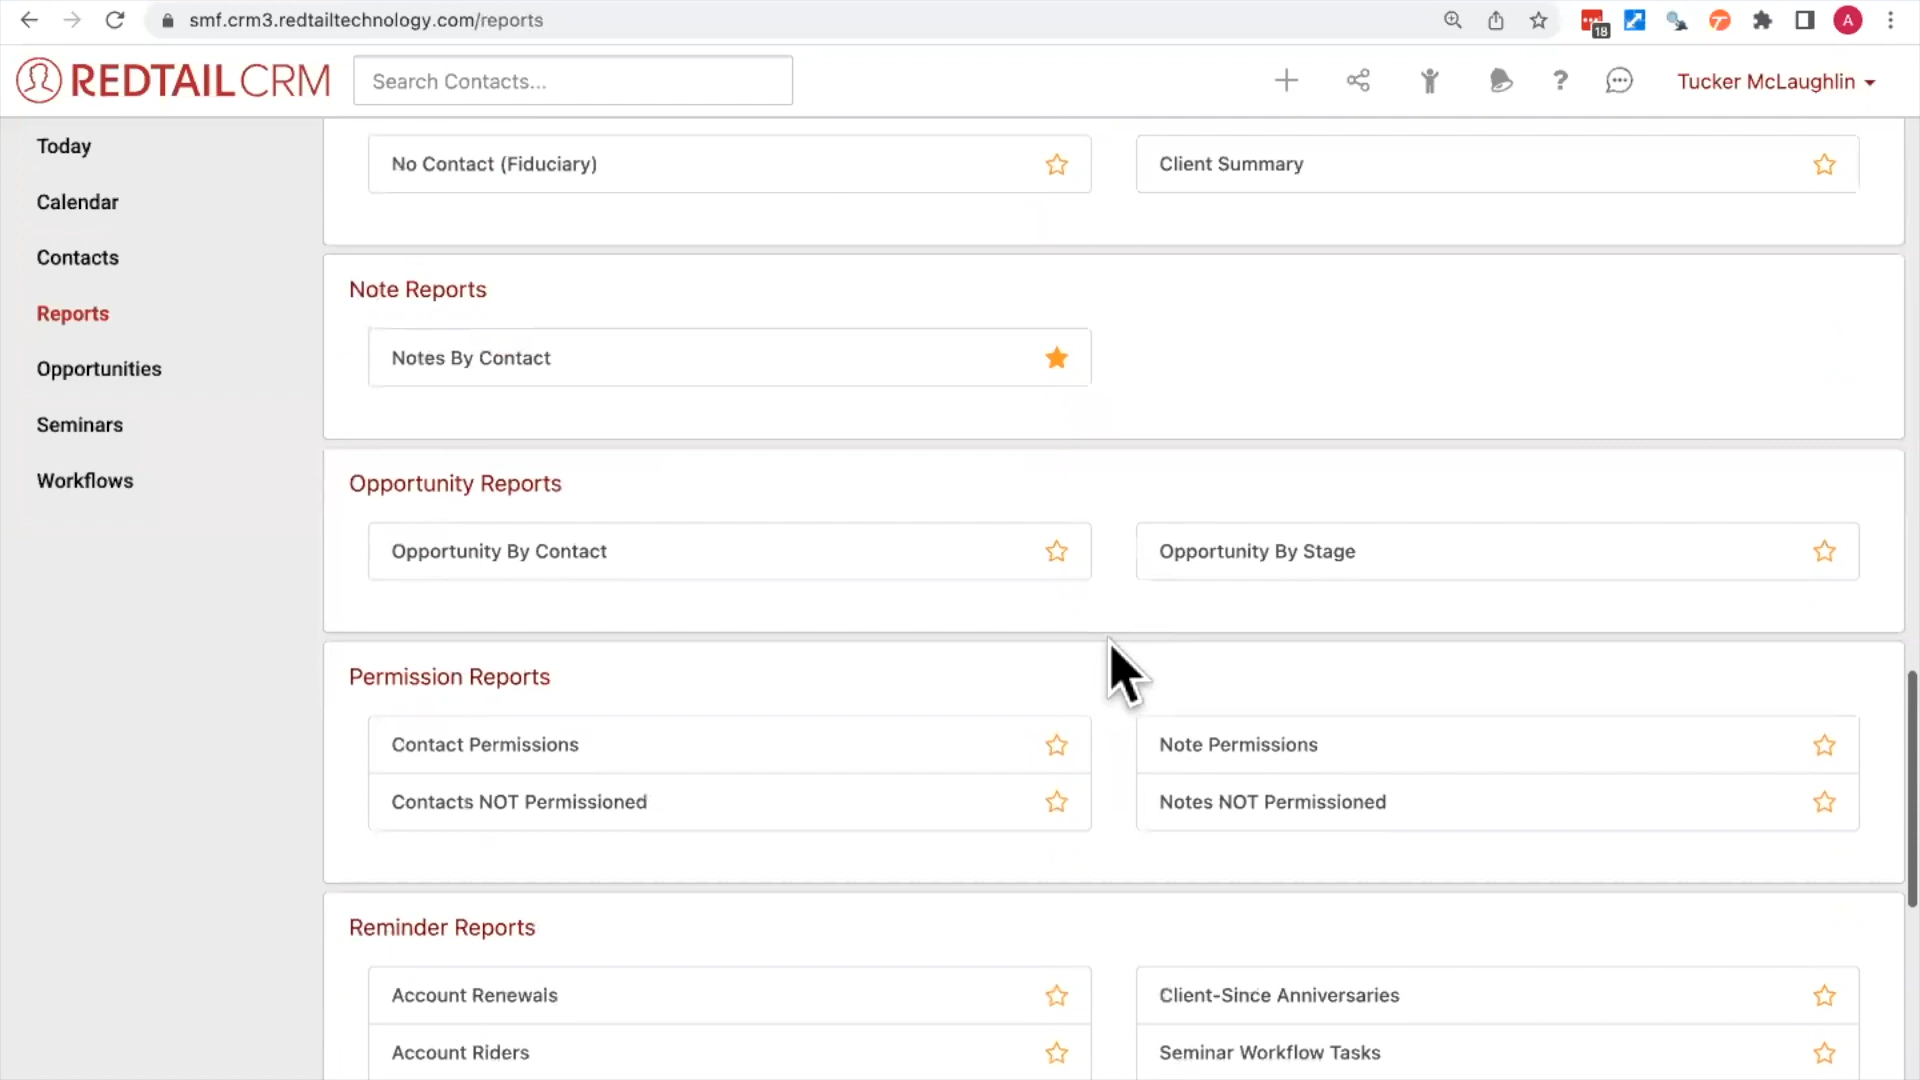 smf.crm3.redtailtechnology.com/reports
18
A
REDTAILCRM
Search Contacts...
?
Tucker McLaughlin
Today
Calendar
Contacts
Reports
Opportunities
Seminars
Workflows
No Contact (Fiduciary)
Client Summary
Note Reports
Notes By Contact
Opportunity Reports
Opportunity By Contact
Opportunity By Stage
Permission Reports
Contact Permissions
Note Permissions
Contacts NOT Permissioned
Notes NOT Permissioned
Reminder Reports
Account Renewals
Client-Since Anniversaries
Account Riders
Seminar Workflow Tasks